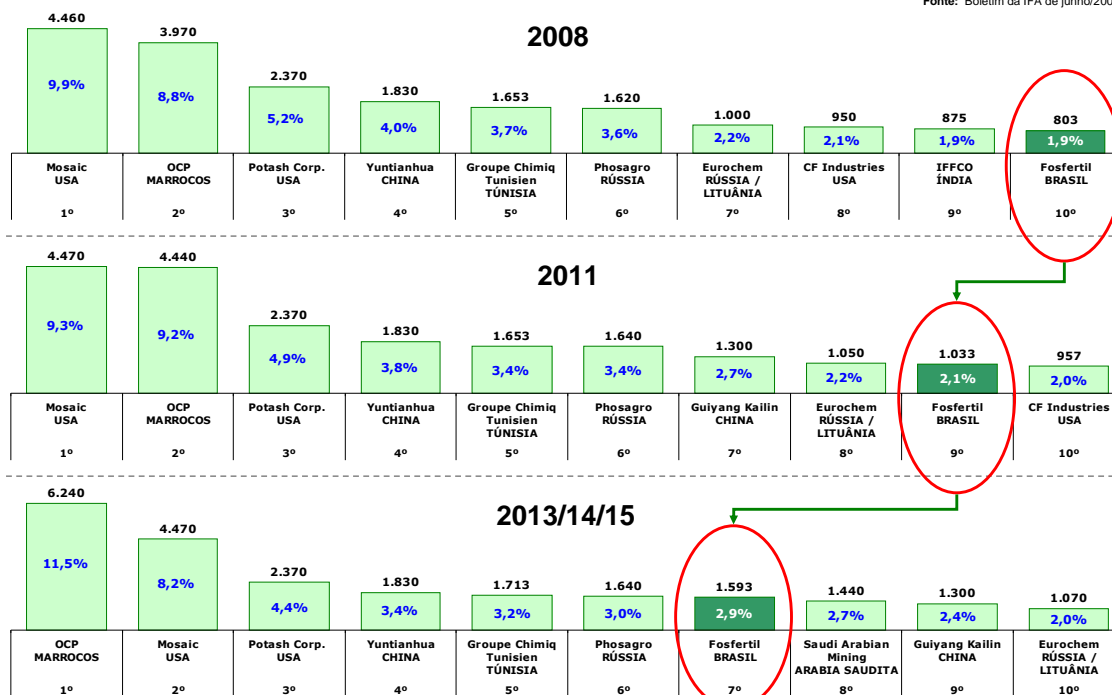 Fonte: Boletim da IFA de junho/200
2008
4.460 3.970 2.370 1.830 1.653 1.620 1.000 950 875 803
9,9% 8,8% 5,2% 4,0% 3,7% 3,6% 2,2% 2,1% 1,9% 1,9%
Mosaic USA 1º
OCP MARROCOS 2º
Potash Corp. USA 3º
Yuntianhua CHINA 4º
Groupe Chimiq Tunisien TÚNISIA 5º
Phosagro RÚSSIA 6º
Eurochem RÚSSIA / LITUÂNIA 7º
CF Industries USA 8º
IFFCO ÍNDIA 9º
Fosfertil BRASIL 10º
2011
4.470 4.440 2.370 1.830 1.653 1.640 1.300 1.050 1.033 957
9,3% 9,2% 4,9% 3,8% 3,4% 3,4% 2,7% 2,2% 2,1% 2,0%
Mosaic USA 1º
OCP MARROCOS 2º
Potash Corp. USA 3º
Yuntianhua CHINA 4º
Groupe Chimiq Tunisien TÚNISIA 5º
Phosagro RÚSSIA 6º
Guiyang Kailin CHINA 7º
Eurochem RÚSSIA / LITUÂNIA 8º
Fosfertil BRASIL 9º
CF Industries USA 10º
2013/14/15
6.240 4.470 2.370 1.830 1.713 1.640 1.593 1.440 1.300 1.070
11,5% 8,2% 4,4% 3,4% 3,2% 3,0% 2,9% 2,7% 2,4% 2,0%
OCP MARROCOS 1º
Mosaic USA 2º
Potash Corp. USA 3º
Yuntianhua CHINA 4º
Groupe Chimiq Tunisien TÚNISIA 5º
Phosagro RÚSSIA 6º
Fosfertil BRASIL 7º
Saudi Arabian Mining ARABIA SAUDITA 8º
Guiyang Kailin CHINA 9º
Eurochem RÚSSIA / LITUÂNIA 10º